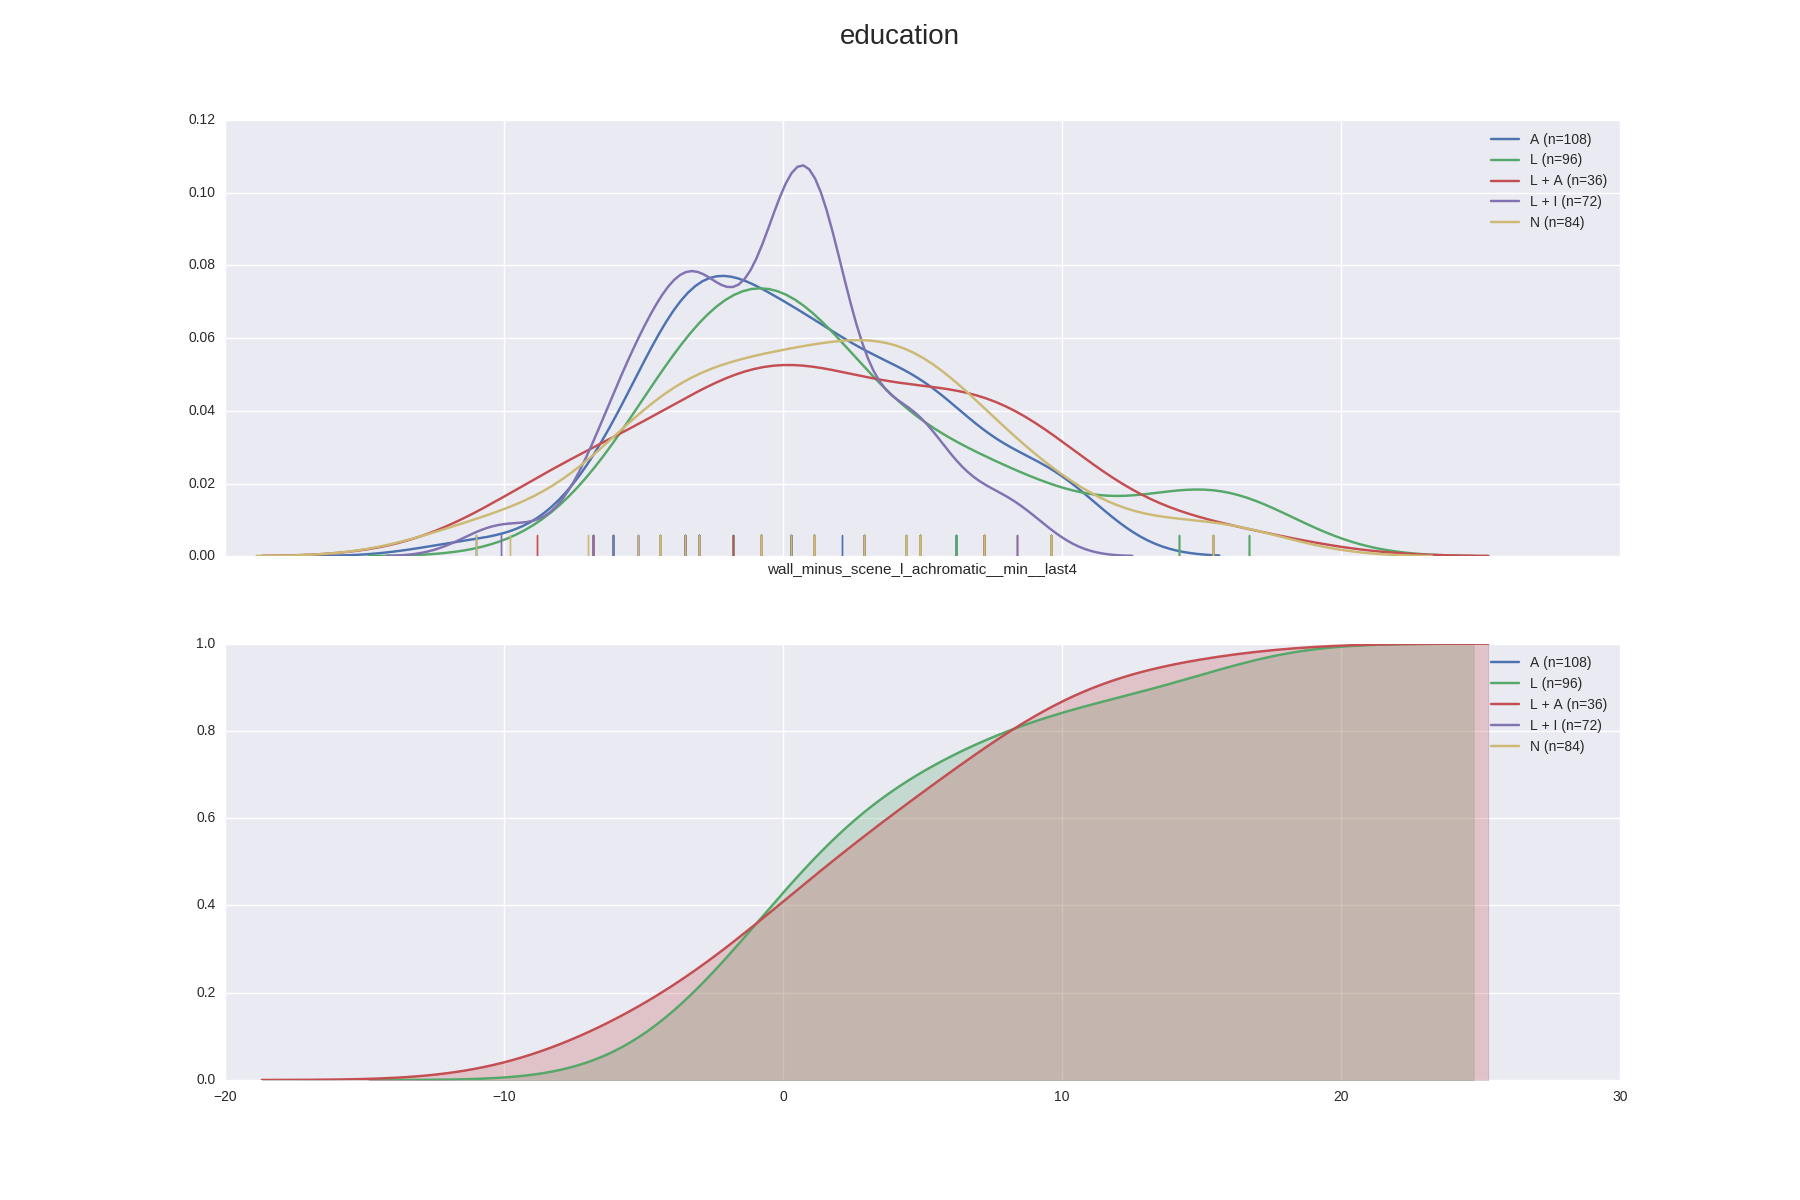 education
0.12
0.10
0.08
0.06
0.04
0.02
0.00
A (n=108)
L (n=96)
L + A (n=36)
L + I (n=72)
N (n=84)
wall_minus_scene_l_achromatic__min__last4
1.0
0.8
0.6
0.4
0.2
0.0
A (n=108)
L (n=96)
L + A (n=36)
L + I (n=72)
N (n=84)
−20 −10 0 10 20 30